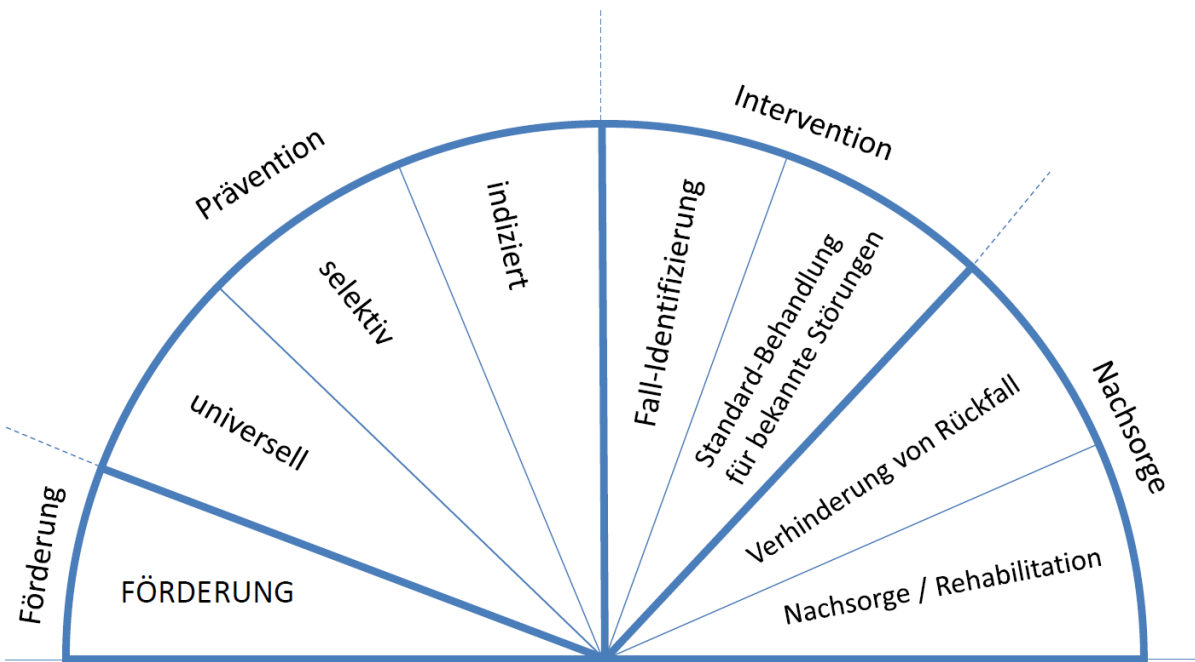 Förderung
FÖRDERUNG
Prävention
universell
selektiv
indiziert
Intervention
Fall-Identifizierung
Standard-Behandlung
für bekannte Störungen
Nachsorge
Verhinderung von Rückfall
Nachsorge / Rehabilitation